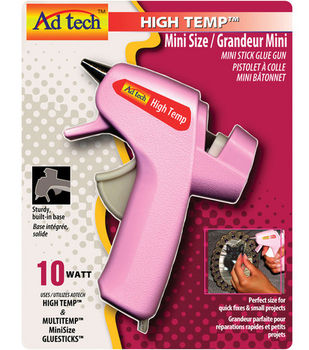 Ad tech
HIGH TEMP™
Mini Size / Grandeur Mini
MINI STICK GLUE GUN
PISTOLET À COLLE
MINI BÂTONNET
Ad tech
High Temp
Sturdy,
built-in base
Base intégrée,
solide
10 WATT
USES / UTILIZES ADTECH
HIGH TEMP™
&
MULTITEMP™
MiniSize
GLUESTICKS™
Perfect size for
quick fixes & small projects
Grandeur parfaite pour
réparations rapides et petits
projets